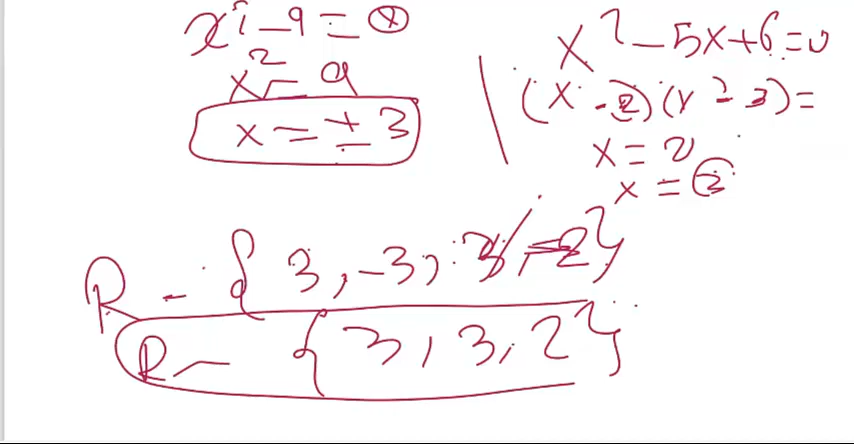 x² - 9 = 0
x² = 9
x = ± 3
x² - 5x + 6 = 0
(x - 2)(x - 3) =
x = 2
x = 3
R - { 3, -3, 3, 2}
R - { 3, 3, 2}